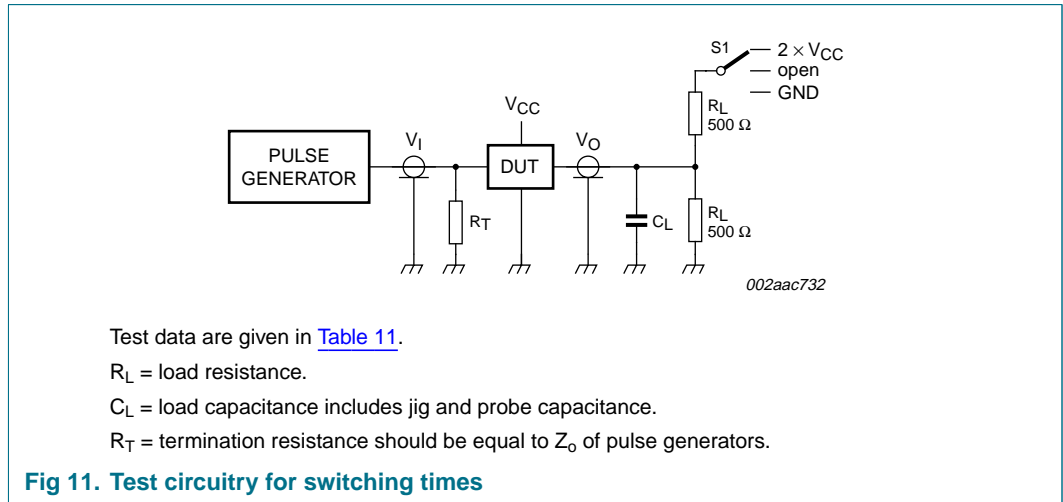 S1
2 × VCC
open
GND
RL
500 Ω
VCC
VI
VO
PULSE
GENERATOR
DUT
RT
CL
RL
500 Ω
002aac732
Test data are given in Table 11.
RL = load resistance.
CL = load capacitance includes jig and probe capacitance.
RT = termination resistance should be equal to Zo of pulse generators.
Fig 11. Test circuitry for switching times